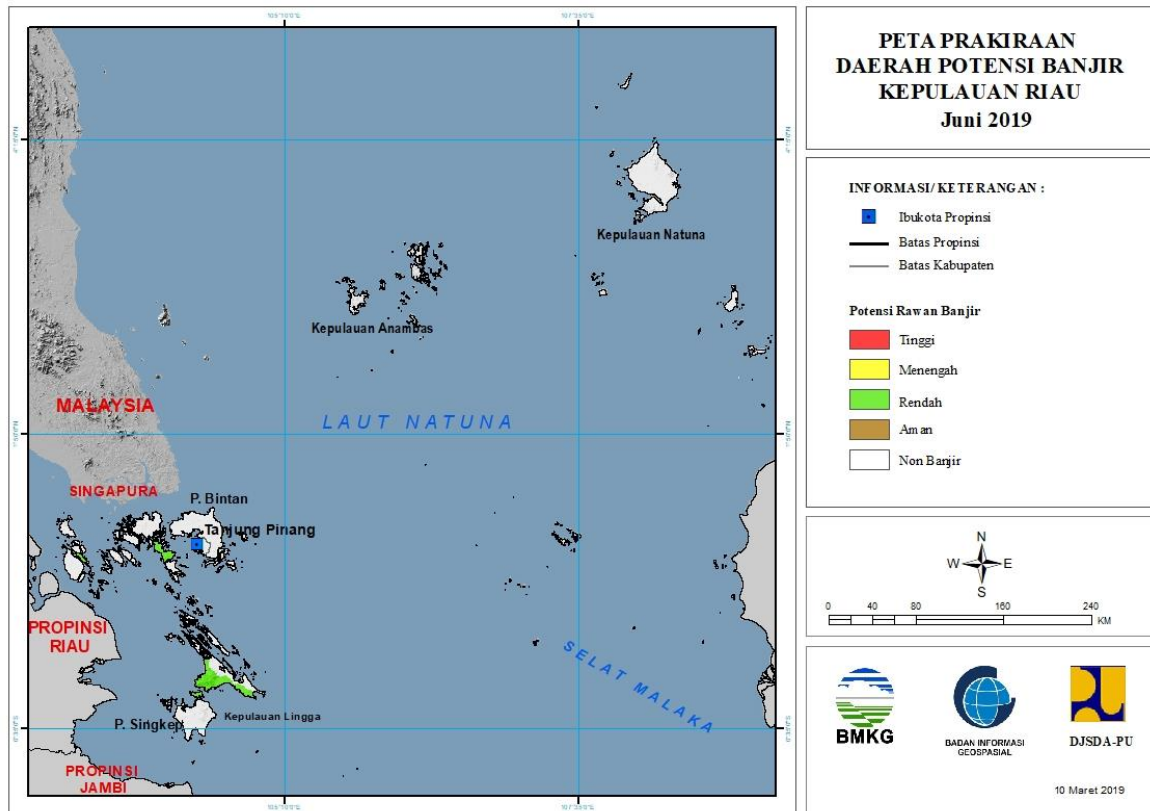 PETA PRAKIRAAN
DAERAH POTENSI BANJIR
KEPULAUAN RIAU
Juni 2019
INFORMASI/ KETERANGAN :
Ibukota Propinsi
Batas Propinsi
Batas Kabupaten
Potensi Rawan Banjir
Tinggi
Menengah
Rendah
Aman
Non Banjir
N
W E
S
0 40 80 160 240
KM
BMKG
BADAN INFORMASI
GEOSPASIAL
DJSDA-PU
10 Maret 2019
Kepulauan Natuna
Kepulauan Anambas
MALAYSIA
LAUT NATUNA
SINGAPURA
P. Bintan
Tanjung Pinang
PROPINSI
RIAU
SELAT MALAKA
P. Singkep
Kepulauan Lingga
PROPINSI
JAMBI